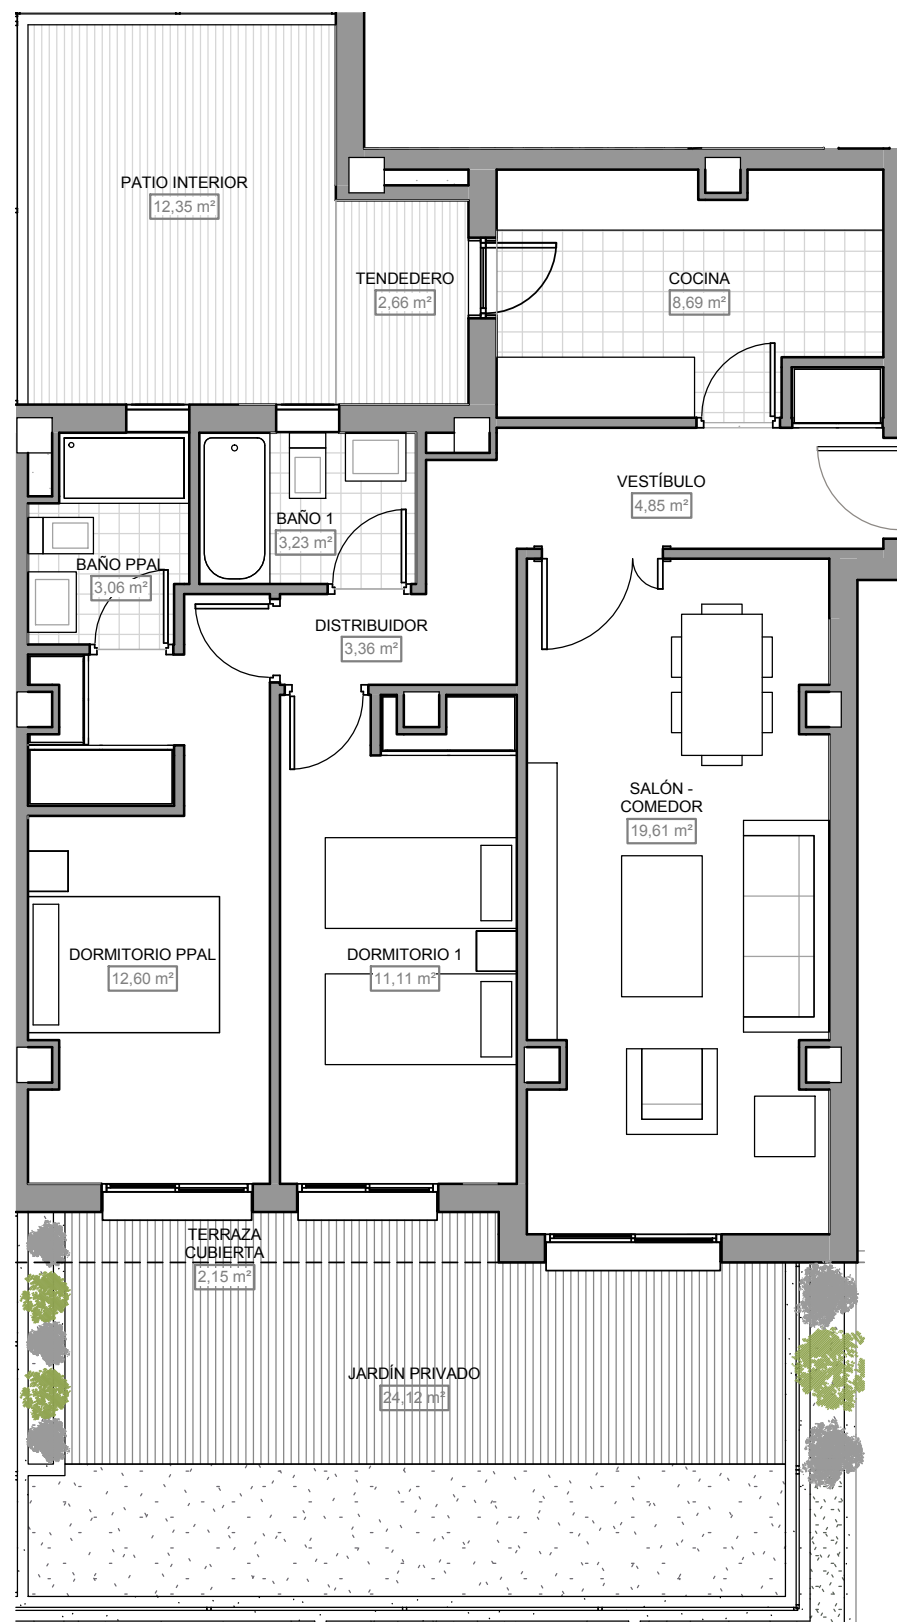 PATIO INTERIOR
12,35 m²
TENDEDERO
2,66 m²
COCINA
8,69 m²
VESTÍBULO
4,85 m²
BAÑO 1
3,23 m²
BAÑO PPAL
3,06 m²
DISTRIBUIDOR
3,36 m²
SALÓN -
COMEDOR
19,61 m²
DORMITORIO PPAL
12,60 m²
DORMITORIO 1
11,11 m²
TERRAZA
CUBIERTA
2,15 m²
JARDÍN PRIVADO
24,12 m²